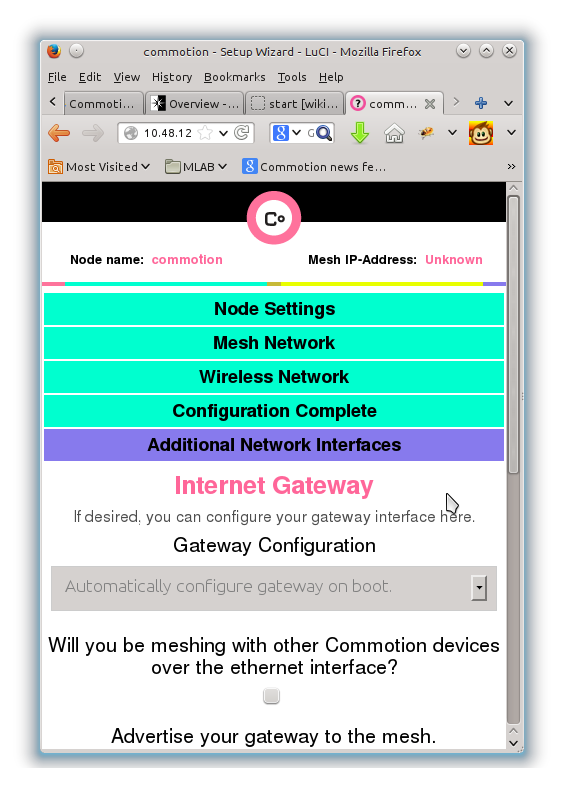 commotion - Setup Wizard - LuCI - Mozilla Firefox
File Edit View History Bookmarks Tools Help
Commoti... Overview -... start [wiki... comm...
10.48.12 8 G
Most Visited MLAB 8 Commotion news fe... »
Co
Node name: commotion Mesh IP-Address: Unknown
Node Settings
Mesh Network
Wireless Network
Configuration Complete
Additional Network Interfaces
Internet Gateway
If desired, you can configure your gateway interface here.
Gateway Configuration
Automatically configure gateway on boot.
Will you be meshing with other Commotion devices
over the ethernet interface?
Advertise your gateway to the mesh.